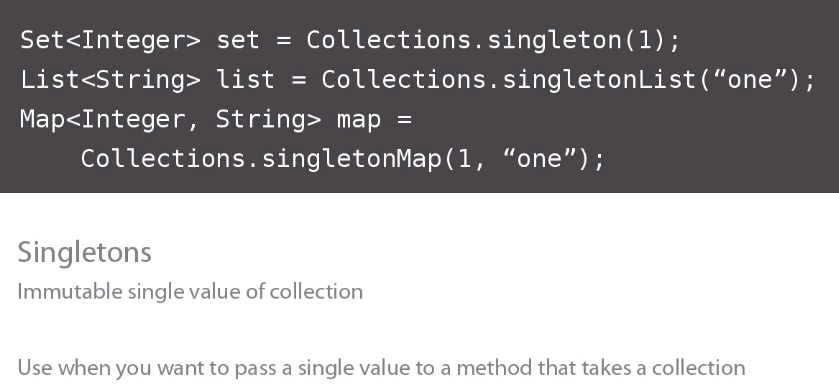 Set<Integer> set = Collections.singleton(1);
List<String> list = Collections.singletonList(“one”);
Map<Integer, String> map =
Collections.singletonMap(1, “one”);
Singletons
Immutable single value of collection
Use when you want to pass a single value to a method that takes a collection